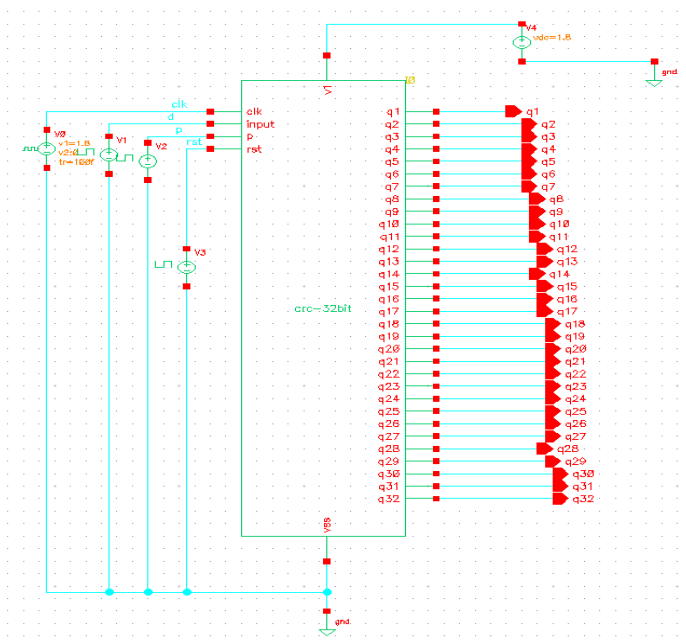 V4
vdc=1.8
gnd
V1
clk
d
p
rst
clk
input
p
rst
V0
v1=1.8
v2:0
tr=100f
V1
V2
V3
crc-32bit
q1 q1
q2 q2
q3 q3
q4 q4
q5 q5
q6 q6
q7 q7
q8 q8
q9 q9
q10 q10
q11 q11
q12 q12
q13 q13
q14 q14
q15 q15
q16 q16
q17 q17
q18 q18
q19 q19
q20 q20
q21 q21
q22 q22
q23 q23
q24 q24
q25 q25
q26 q26
q27 q27
q28 q28
q29 q29
q30 q30
q31 q31
q32 q32
gnd